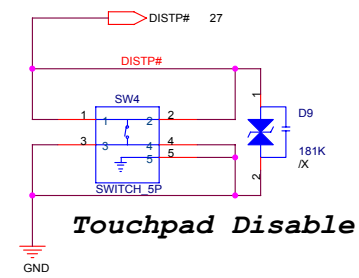 DISTP# 27
DISTP#
SW4
1 1 2 2
3 3 4 4
5 5
SWITCH_5P
1
D9
181K
/X
2
Touchpad Disable
GND